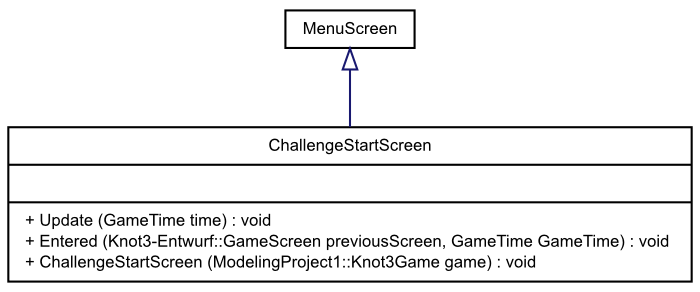 MenuScreen
ChallengeStartScreen
+ Update (GameTime time) : void
+ Entered (Knot3-Entwurf::GameScreen previousScreen, GameTime GameTime) : void
+ ChallengeStartScreen (ModelingProject1::Knot3Game game) : void